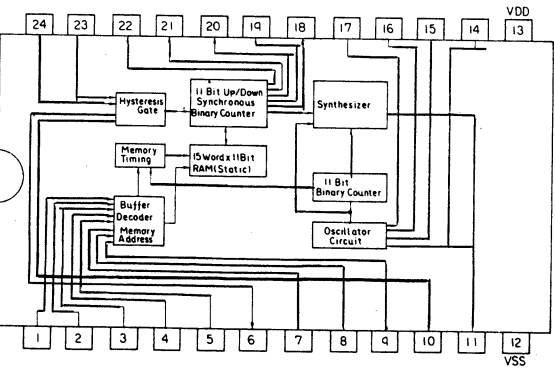 VDD
24 23 22 21 20 19 18 17 16 15 14 13
Hysteresis
Gate
11 Bit Up/Down
Synchronous
Binary Counter
Synthesizer
Memory
Timing
15Word x 11Bit
RAM(Static)
11 Bit
Binary Counter
Buffer
Decoder
Memory
Address
Oscillator
Circuit
1 2 3 4 5 6 7 8 9 10 11 12
VSS